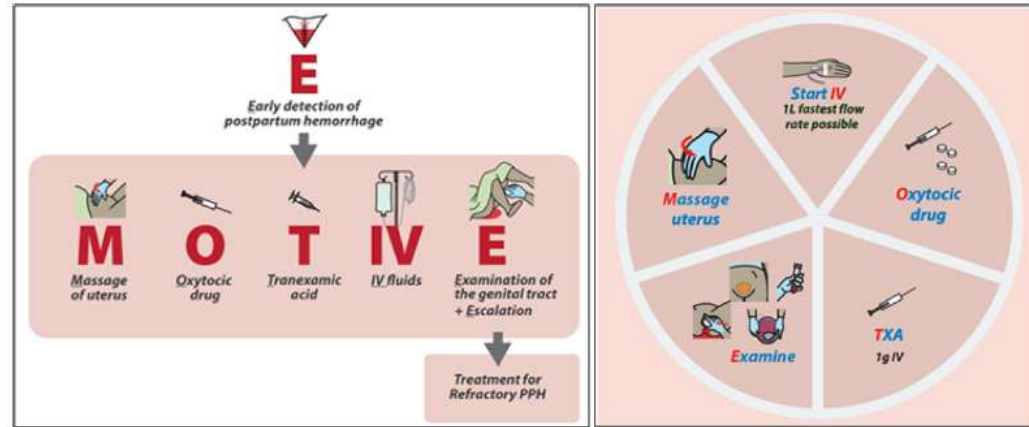 E
Early detection of
postpartum hemorrhage
M
Massage
of uterus
O
Oxytocic
drug
T
Tranexamic
acid
IV
IV fluids
E
Examination of
the genital tract
+ Escalation
Treatment for
Refractory PPH
Start IV
1L fastest flow
rate possible
Massage
uterus
Oxytocic
drug
Examine
TXA
1g IV